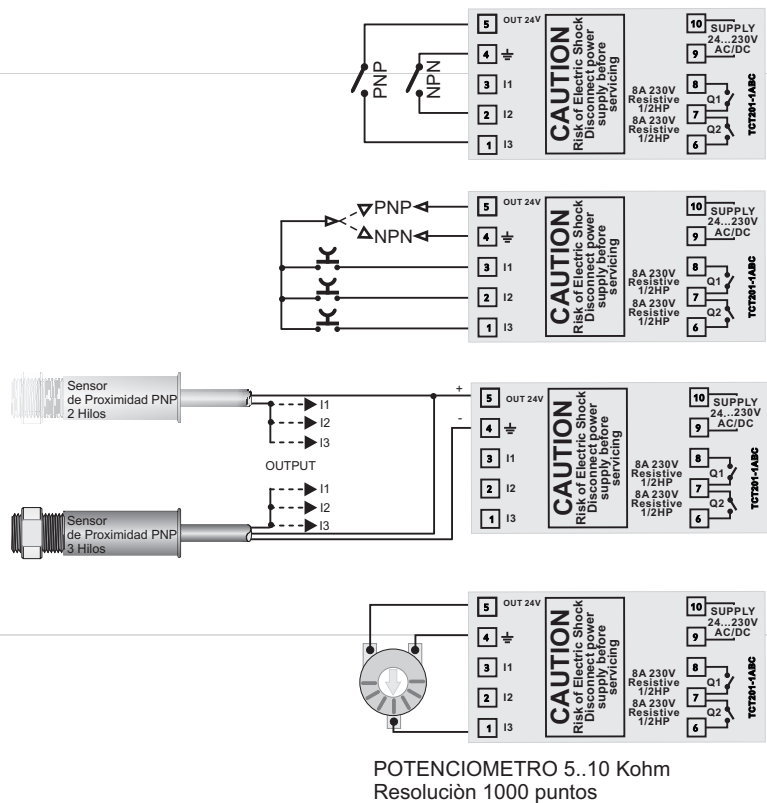 5 OUT 24V
4
3 I1
2 I2
1 I3
PNP
NPN
CAUTION
Risk of Electric Shock
Disconnect power
supply before
servicing
10 SUPPLY
24...230V
9 AC/DC
8A 230V
Resistive
1/2HP
8A 230V
Resistive
1/2HP
8
Q1
7
Q2
6
TCT201-1ABC
PNP
NPN
5 OUT 24V
4
3 I1
2 I2
1 I3
CAUTION
Risk of Electric Shock
Disconnect power
supply before
servicing
10 SUPPLY
24...230V
9 AC/DC
8A 230V
Resistive
1/2HP
8A 230V
Resistive
1/2HP
8
Q1
7
Q2
6
TCT201-1ABC
Sensor
de Proximidad PNP
2 Hilos
I1
I2
I3
OUTPUT
I1
I2
I3
Sensor
de Proximidad PNP
3 Hilos
+
-
5 OUT 24V
4
3 I1
2 I2
1 I3
CAUTION
Risk of Electric Shock
Disconnect power
supply before
servicing
10 SUPPLY
24...230V
9 AC/DC
8A 230V
Resistive
1/2HP
8A 230V
Resistive
1/2HP
8
Q1
7
Q2
6
TCT201-1ABC
5 OUT 24V
4
3 I1
2 I2
1 I3
CAUTION
Risk of Electric Shock
Disconnect power
supply before
servicing
10 SUPPLY
24...230V
9 AC/DC
8A 230V
Resistive
1/2HP
8A 230V
Resistive
1/2HP
8
Q1
7
Q2
6
TCT201-1ABC
POTENCIOMETRO 5..10 Kohm
Resoluciòn 1000 puntos